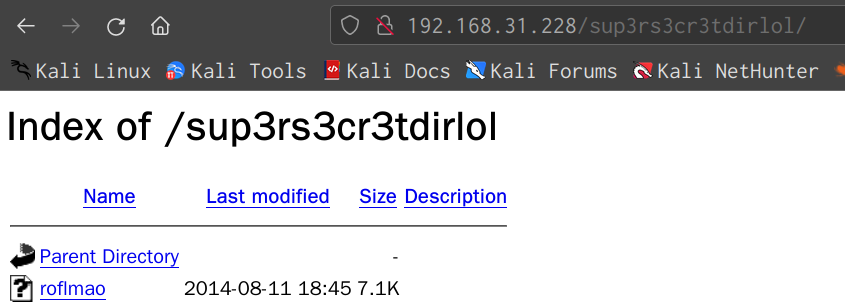 192.168.31.228/sup3rs3cr3tdirlol/
Kali Linux Kali Tools Kali Docs Kali Forums Kali NetHunter
Index of /sup3rs3cr3tdirlol
Name Last modified Size Description
Parent Directory -
roflmao 2014-08-11 18:45 7.1K